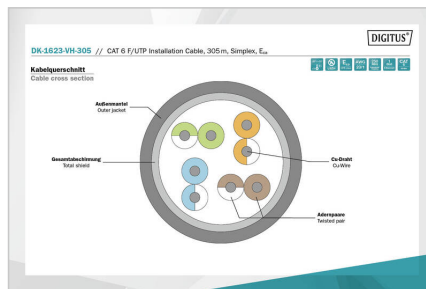 DIGITUS®
DK-1623-VH-305 // CAT 6 F/UTP Installation Cable, 305 m, Simplex, Eca
Kabelquerschnitt
Cable cross section
Außenmantel
Outer jacket
Gesamtabschirmung
Total shield
Cu-Draht
Cu-Wire
Adernpaare
Twisted pair